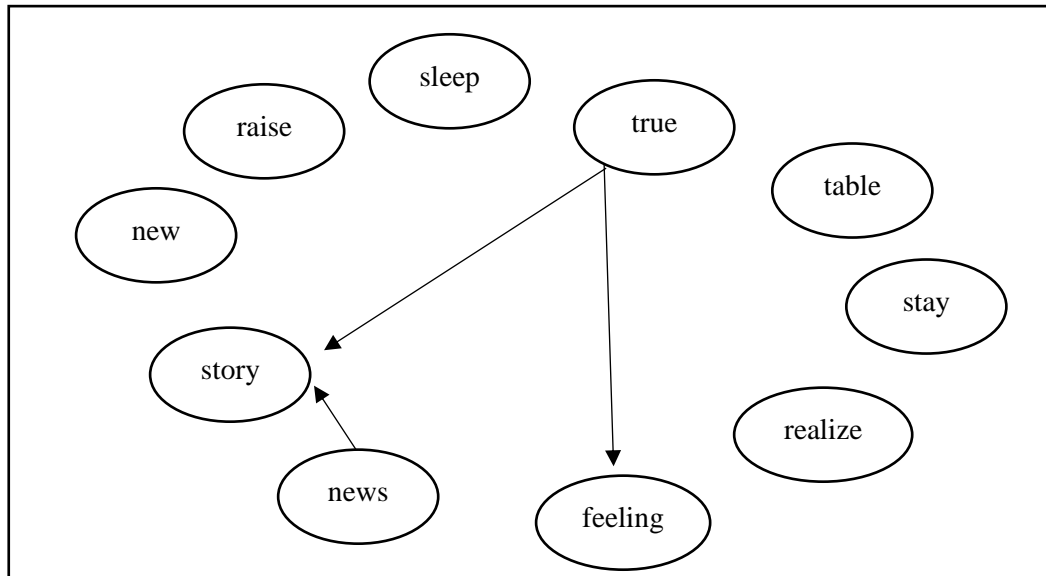 sleep
true
raise
table
new
stay
story
realize
news
feeling